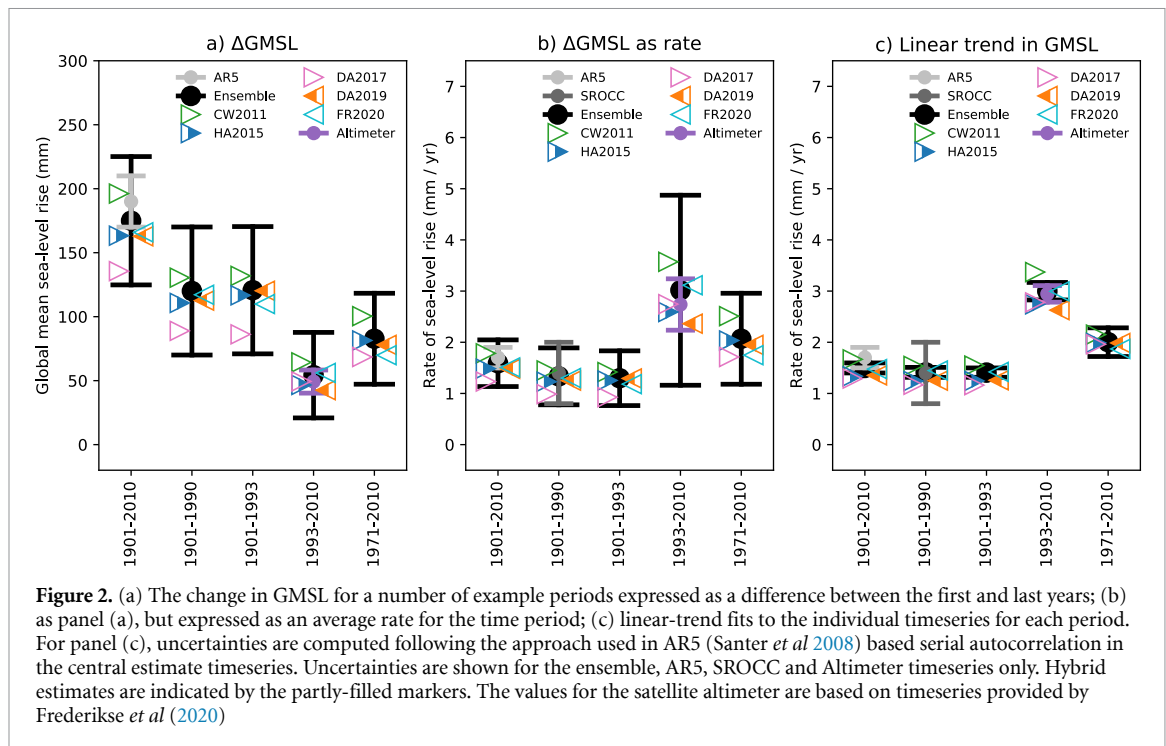 a) ΔGMSL
b) ΔGMSL as rate
c) Linear trend in GMSL
Global mean sea-level rise (mm)
300
250
200
150
100
50
0
AR5
Ensemble
CW2011
HA2015
DA2017
DA2019
FR2020
Altimeter
1901-2010
1901-1990
1901-1993
1993-2010
1971-2010
Rate of sea-level rise (mm / yr)
7
6
5
4
3
2
1
0
AR5
SROCC
Ensemble
CW2011
HA2015
DA2017
DA2019
FR2020
Altimeter
1901-2010
1901-1990
1901-1993
1993-2010
1971-2010
Rate of sea-level rise (mm / yr)
7
6
5
4
3
2
1
0
AR5
SROCC
Ensemble
CW2011
HA2015
DA2017
DA2019
FR2020
Altimeter
1901-2010
1901-1990
1901-1993
1993-2010
1971-2010
Figure 2. (a) The change in GMSL for a number of example periods expressed as a difference between the first and last years; (b)
as panel (a), but expressed as an average rate for the time period; (c) linear-trend fits to the individual timeseries for each period.
For panel (c), uncertainties are computed following the approach used in AR5 (Santer et al 2008) based serial autocorrelation in
the central estimate timeseries. Uncertainties are shown for the ensemble, AR5, SROCC and Altimeter timeseries only. Hybrid
estimates are indicated by the partly-filled markers. The values for the satellite altimeter are based on timeseries provided by
Frederikse et al (2020)